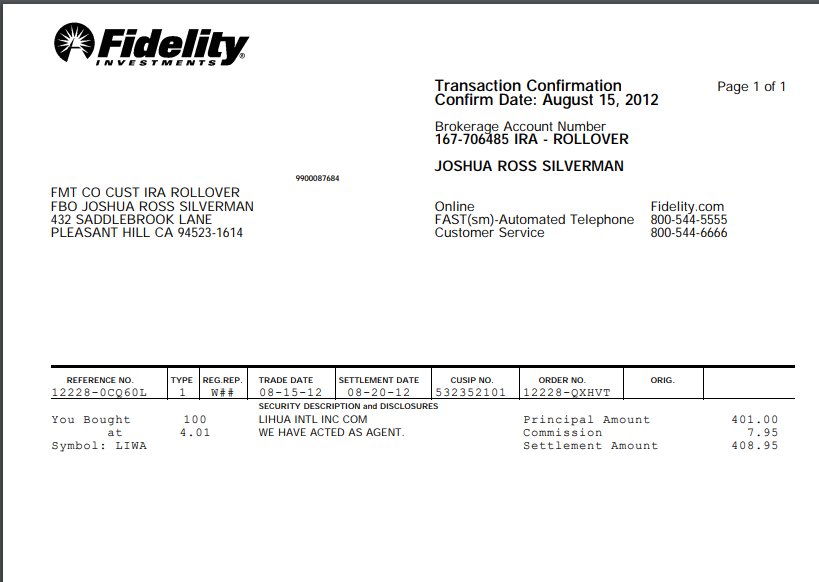 Fidelity®
INVESTMENTS
Transaction Confirmation Page 1 of 1
Confirm Date: August 15, 2012
Brokerage Account Number
167-706485 IRA - ROLLOVER
JOSHUA ROSS SILVERMAN
9900087684
FMT CO CUST IRA ROLLOVER
FBO JOSHUA ROSS SILVERMAN
432 SADDLEBROOK LANE
PLEASANT HILL CA 94523-1614
Online Fidelity.com
FAST(sm)-Automated Telephone 800-544-5555
Customer Service 800-544-6666
REFERENCE NO. TYPE REG.REP. TRADE DATE SETTLEMENT DATE CUSIP NO. ORDER NO. ORIG.
12228-0CQ60L 1 W## 08-15-12 08-20-12 532352101 12228-QXHVT
SECURITY DESCRIPTION and DISCLOSURES
You Bought 100 LIHUA INTL INC COM Principal Amount 401.00
at 4.01 WE HAVE ACTED AS AGENT. Commission 7.95
Symbol: LIWA Settlement Amount 408.95